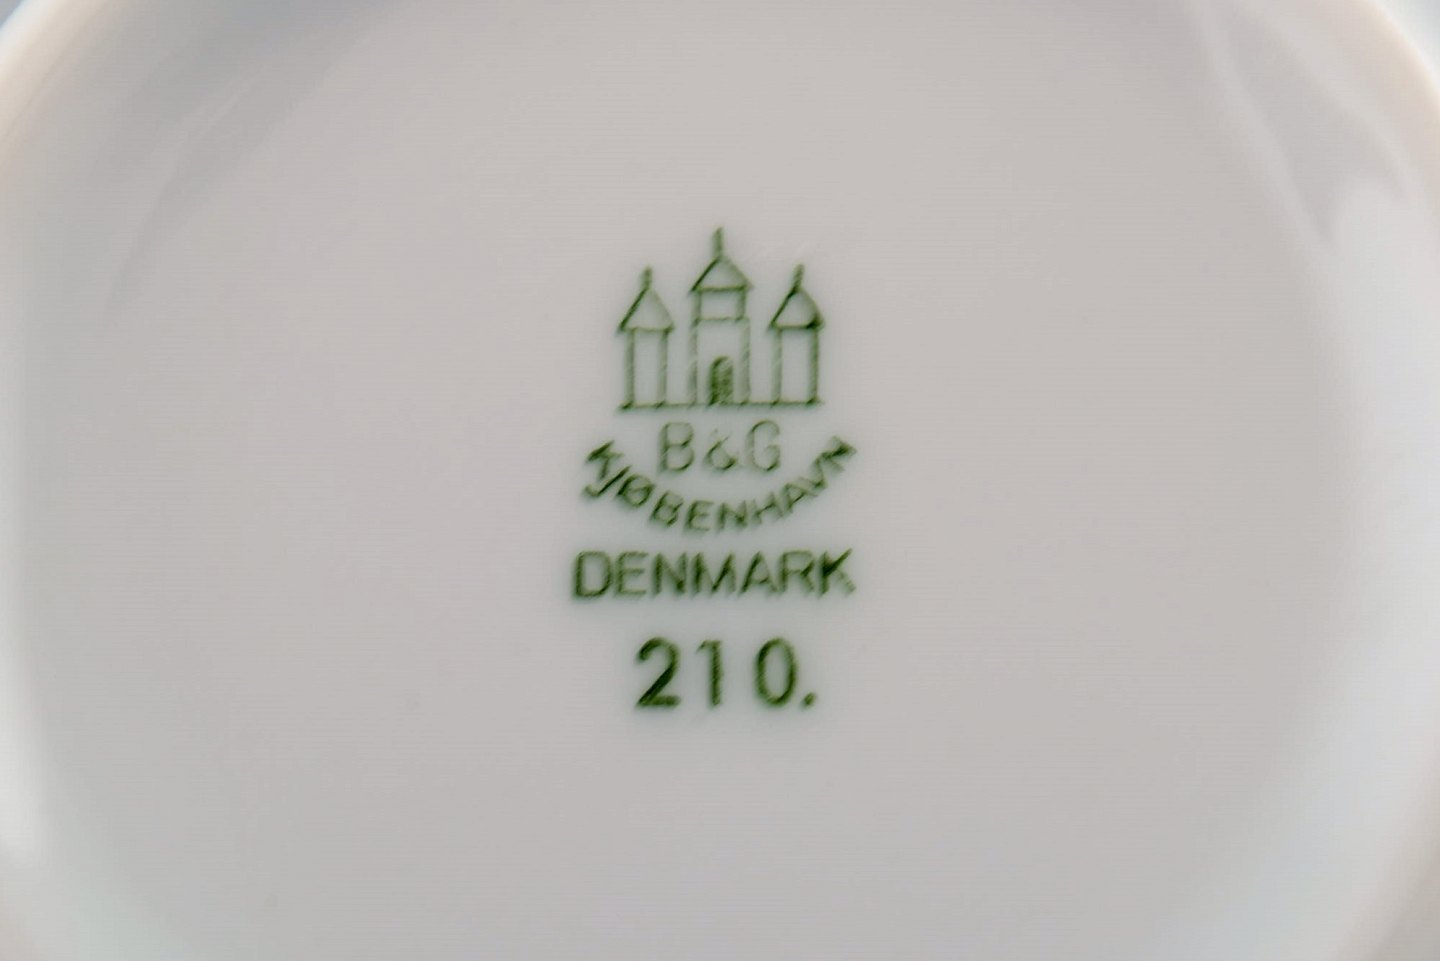 B&G
KJØBENHAVN
DENMARK
210.